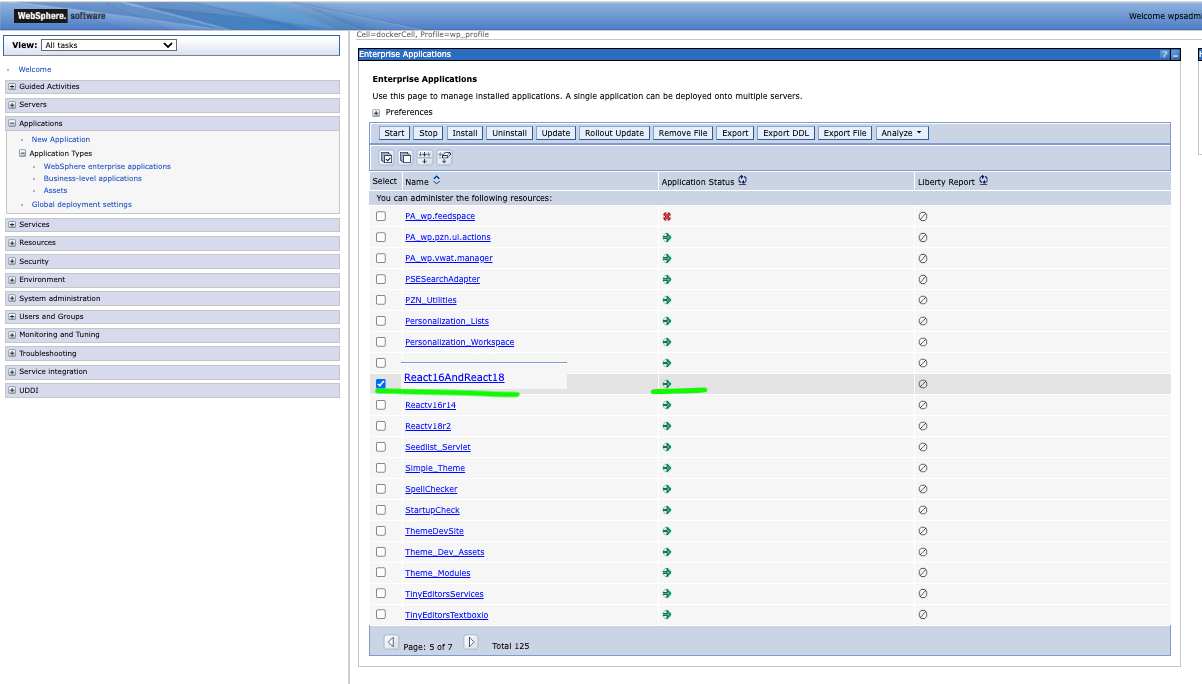 WebSphere. software
Welcome wpsadm
View: All tasks
Welcome
Guided Activities
Servers
Applications
New Application
Application Types
WebSphere enterprise applications
Business-level applications
Assets
Global deployment settings
Services
Resources
Security
Environment
System administration
Users and Groups
Monitoring and Tuning
Troubleshooting
Service integration
UDDI
Cell=dockerCell, Profile=wp_profile
Enterprise Applications
Enterprise Applications
Use this page to manage installed applications. A single application can be deployed onto multiple servers.
Preferences
Start Stop Install Uninstall Update Rollout Update Remove File Export Export DDL Export File Analyze
Select Name Application Status Liberty Report
You can administer the following resources:
PA_wp.feedspace
PA_wp.pzn.ui.actions
PA_wp.vwat.manager
PSESearchAdapter
PZN_Utilities
Personalization_Lists
Personalization_Workspace
React16AndReact18
Reactv16r14
Reactv18r2
Seedlist_Servlet
Simple_Theme
SpellChecker
StartupCheck
ThemeDevSite
Theme_Dev_Assets
Theme_Modules
TinyEditorsServices
TinyEditorsTextboxio
Page: 5 of 7 Total 125